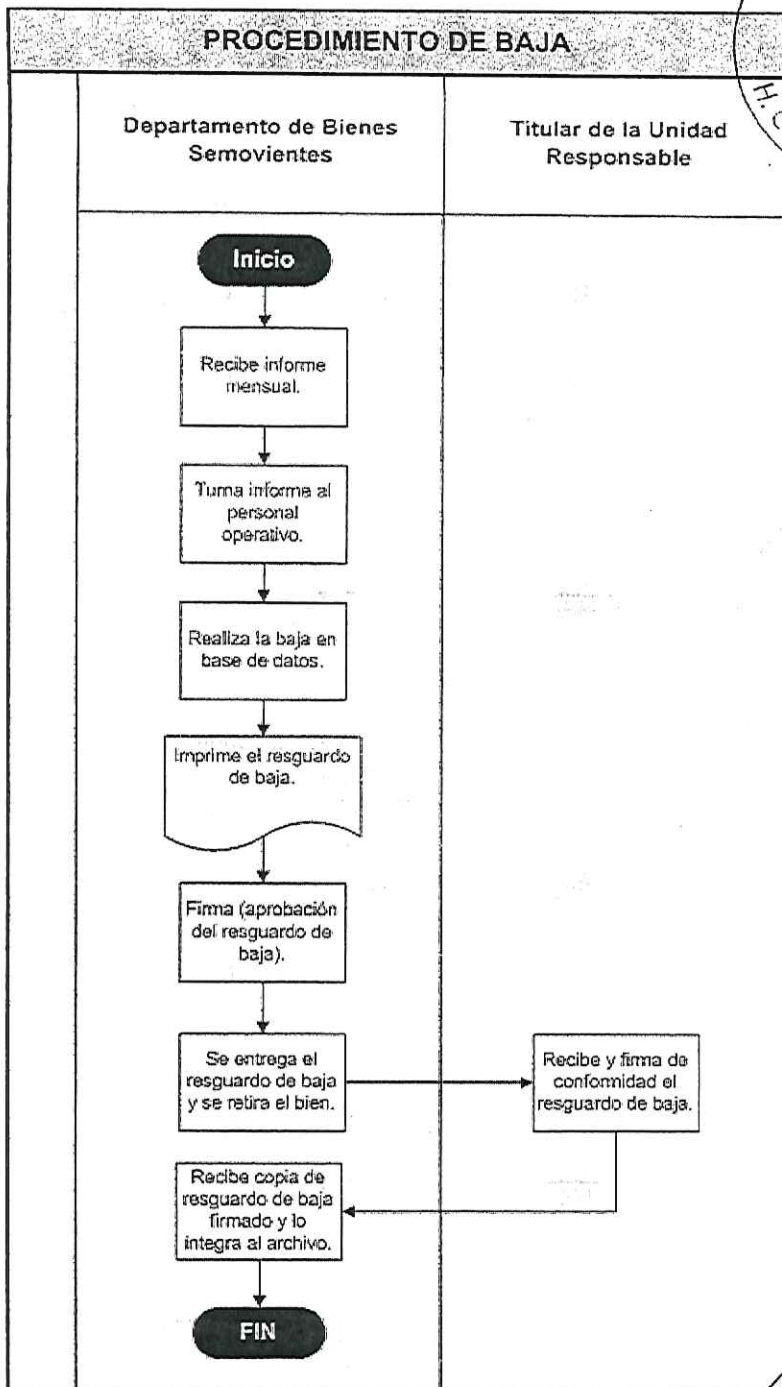 PROCEDIMIENTO DE BAJA
Departamento de Bienes
Semovientes
Titular de la Unidad
Responsable
Inicio
Recibe informe
mensual.
Turna informe al
personal
operativo.
Realiza la baja en
base de datos.
Imprime el resguardo
de baja.
Firma (aprobación
del resguardo de
baja).
Se entrega el
resguardo de baja
y se retira el bien.
Recibe y firma de
conformidad el
resguardo de baja.
Recibe copia de
resguardo de baja
firmado y lo
integra al archivo.
FIN
H.